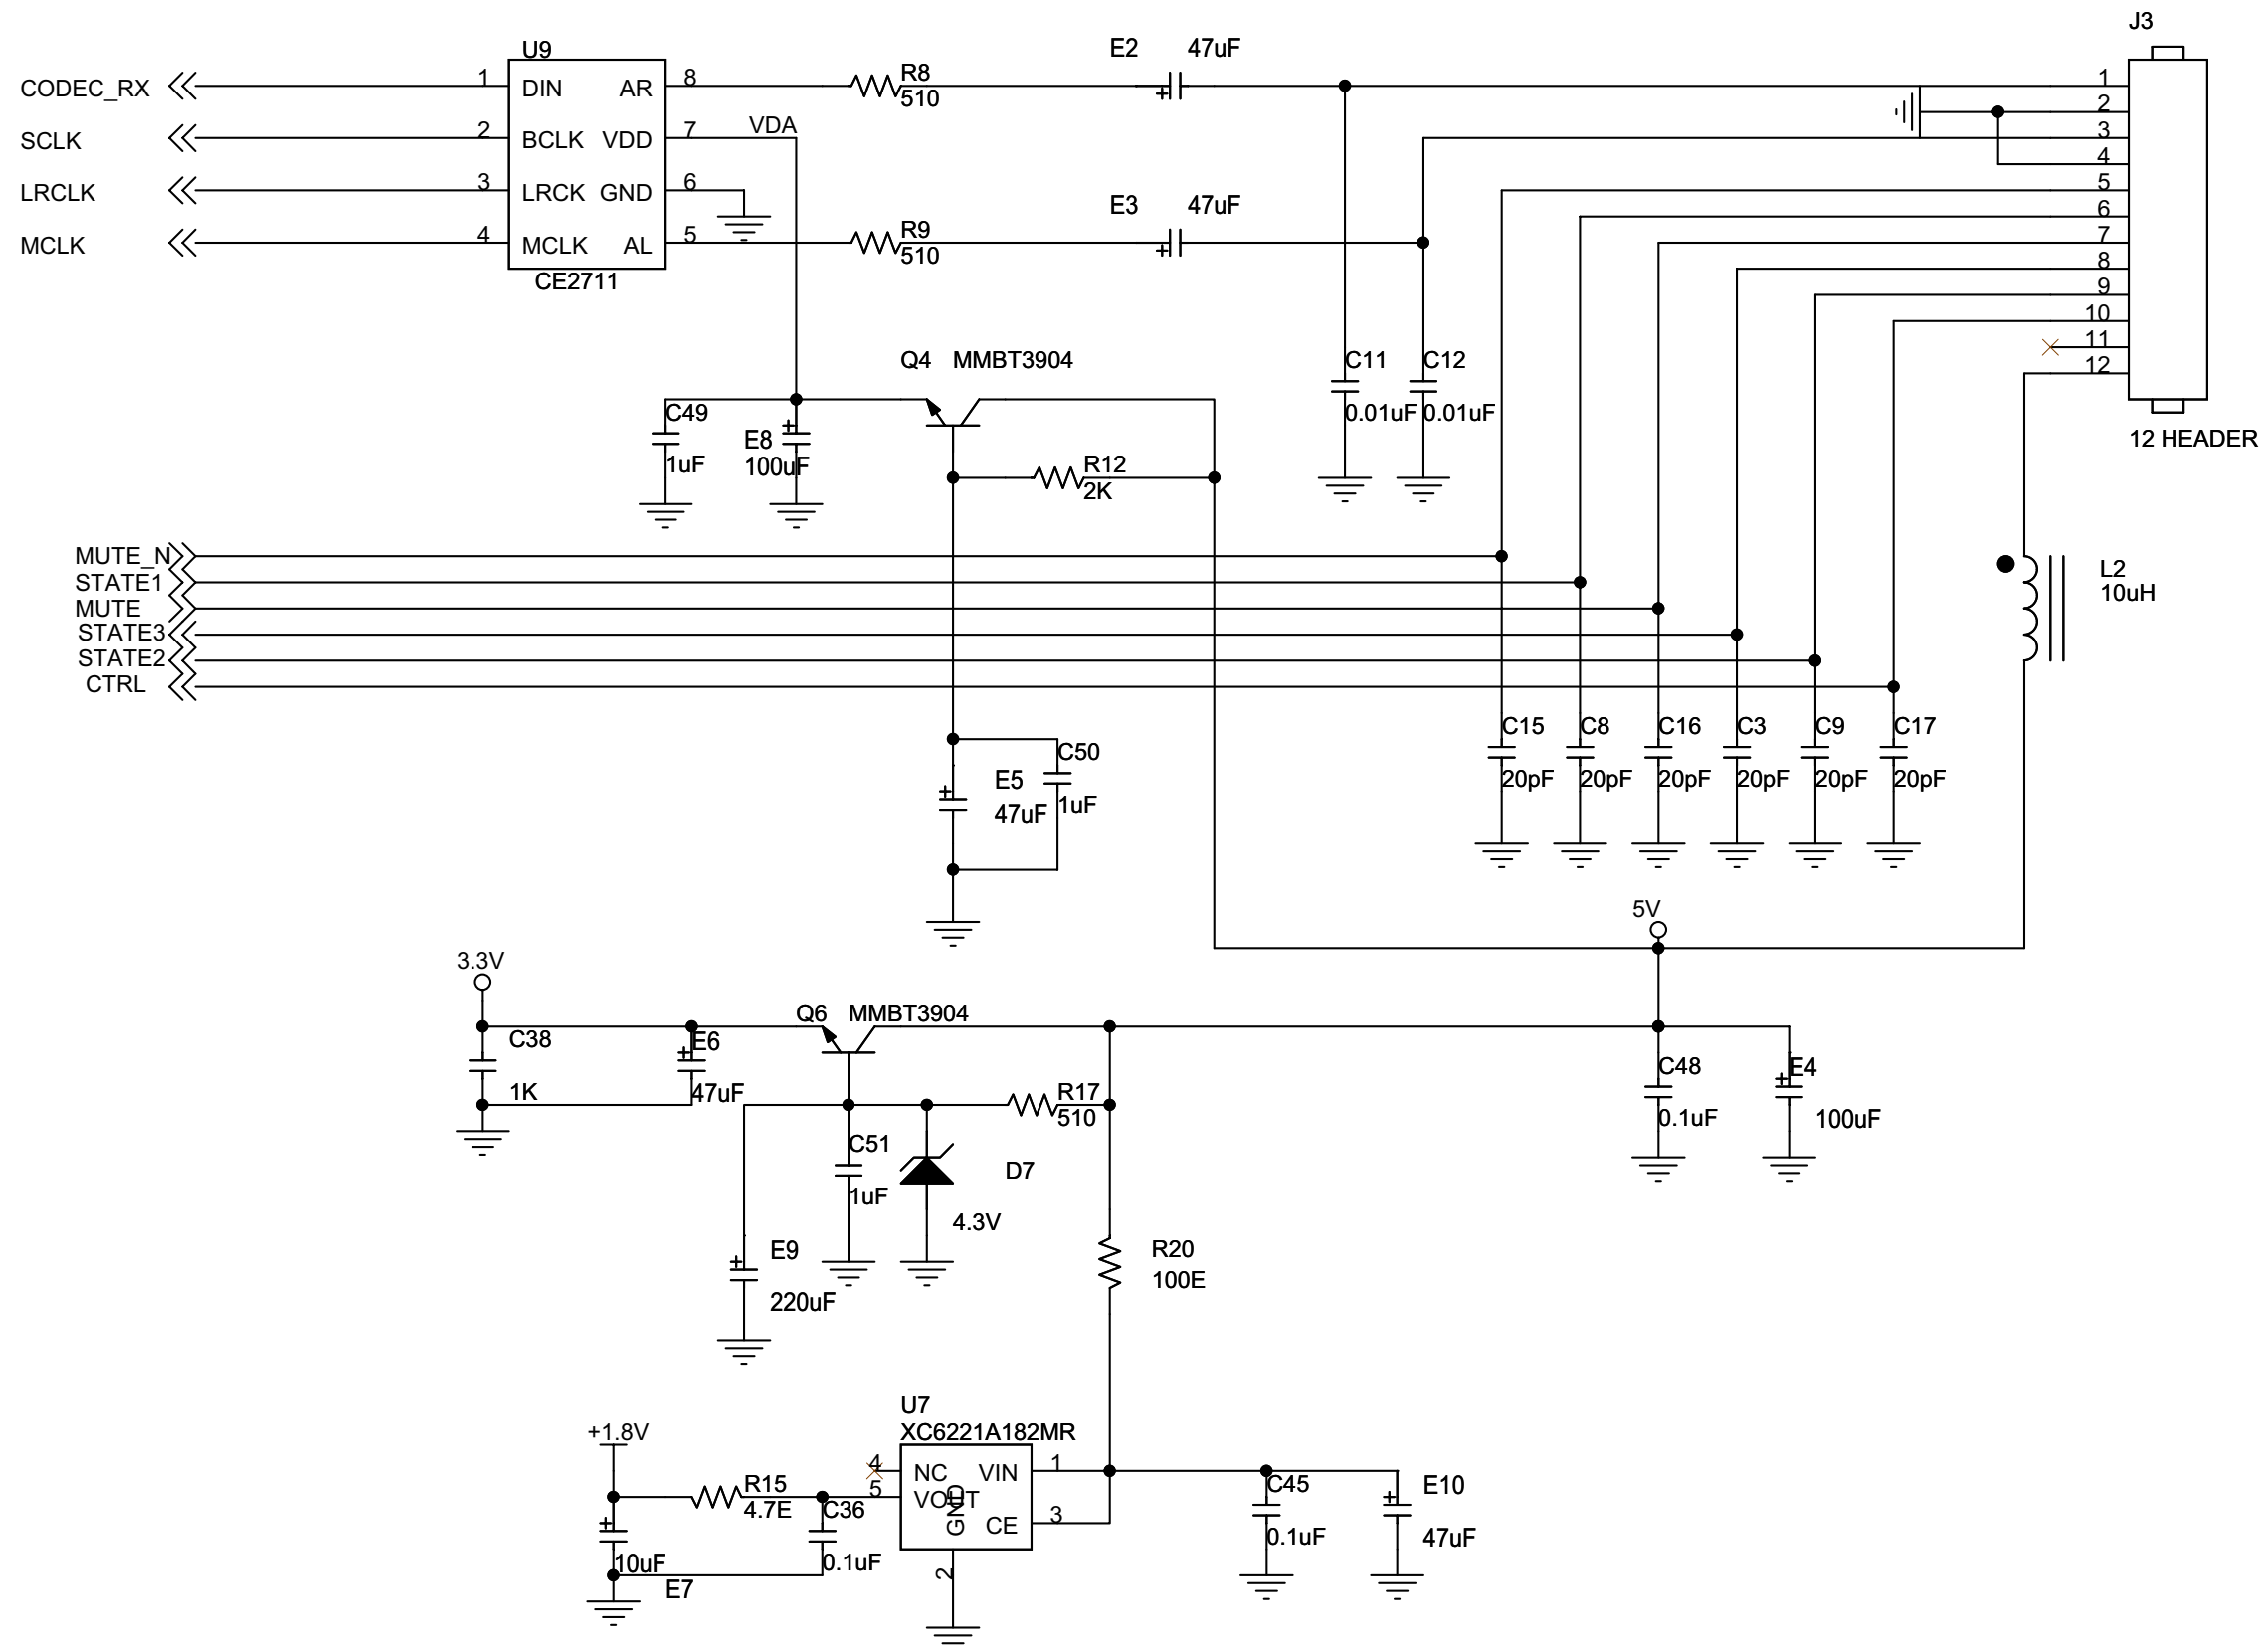 J3
U9
E2 47uF
CODEC_RX
1 DIN AR 8
R8
510
1
2
3
4
5
6
7
8
9
10
11
12
12 HEADER
SCLK
2 BCLK VDD 7
VDA
LRCLK
3 LRCK GND 6
E3 47uF
MCLK
4 MCLK AL 5
R9
510
CE2711
Q4 MMBT3904
C11
0.01uF
C12
0.01uF
C49
1uF
E8
100uF
R12
2K
MUTE_N
STATE1
MUTE
STATE3
STATE2
CTRL
L2
10uH
C15
20pF
C8
20pF
C16
20pF
C3
20pF
C9
20pF
C17
20pF
C50
1uF
E5
47uF
5V
3.3V
Q6 MMBT3904
C38
1K
E6
47uF
R17
510
C48
0.1uF
E4
100uF
C51
1uF
D7
4.3V
E9
220uF
R20
100E
U7
XC6221A182MR
+1.8V
4 NC VIN 1
5 VOUT
GND
CE 3
2
R15
4.7E
C36
0.1uF
10uF
E7
C45
0.1uF
E10
47uF